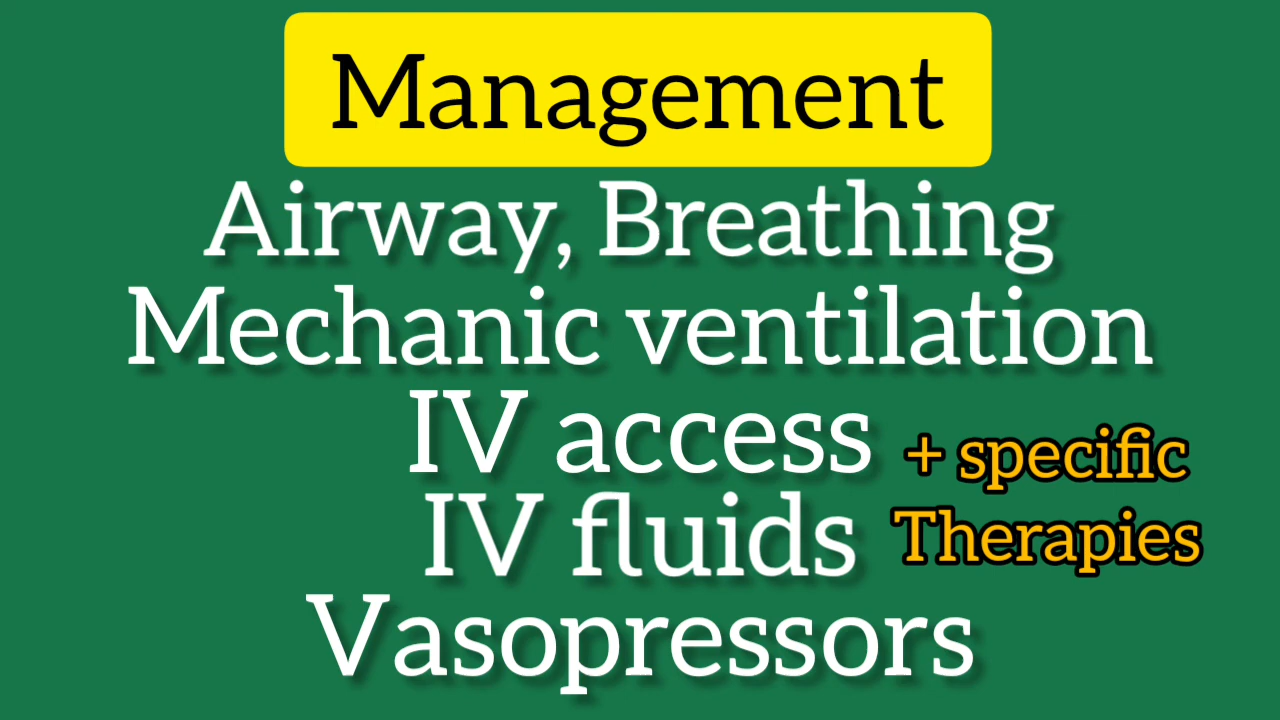 Management
Airway, Breathing
Mechanic ventilation
IV access
IV fluids
Vasopressors
+ specific
Therapies